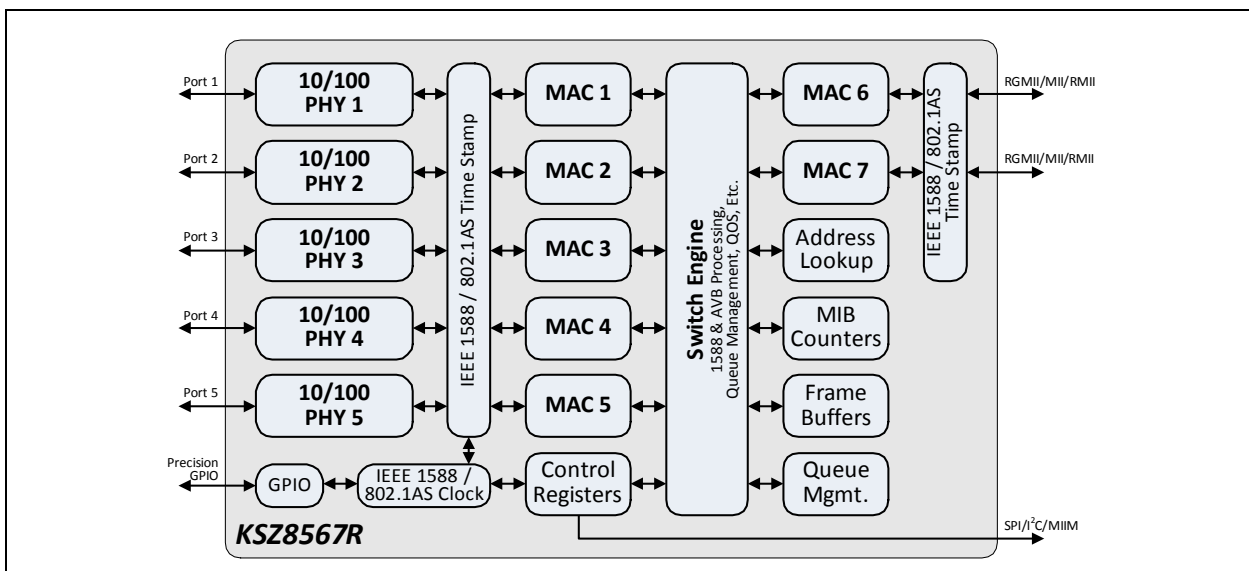 Port 1
10/100
PHY 1
MAC 1
MAC 6
RGMII/MII/RMII
Port 2
10/100
PHY 2
MAC 2
MAC 7
RGMII/MII/RMII
Port 3
10/100
PHY 3
MAC 3
Address
Lookup
Port 4
10/100
PHY 4
MAC 4
MIB
Counters
Port 5
10/100
PHY 5
MAC 5
Frame
Buffers
IEEE 1588 / 802.1AS Time Stamp
Switch Engine
1588 & AVB Processing,
Queue Management, QOS, Etc.
IEEE 1588 / 802.1AS
Time Stamp
Precision
GPIO
GPIO
IEEE 1588 /
802.1AS Clock
Control
Registers
Queue
Mgmt.
KSZ8567R
SPI/I²C/MIIM